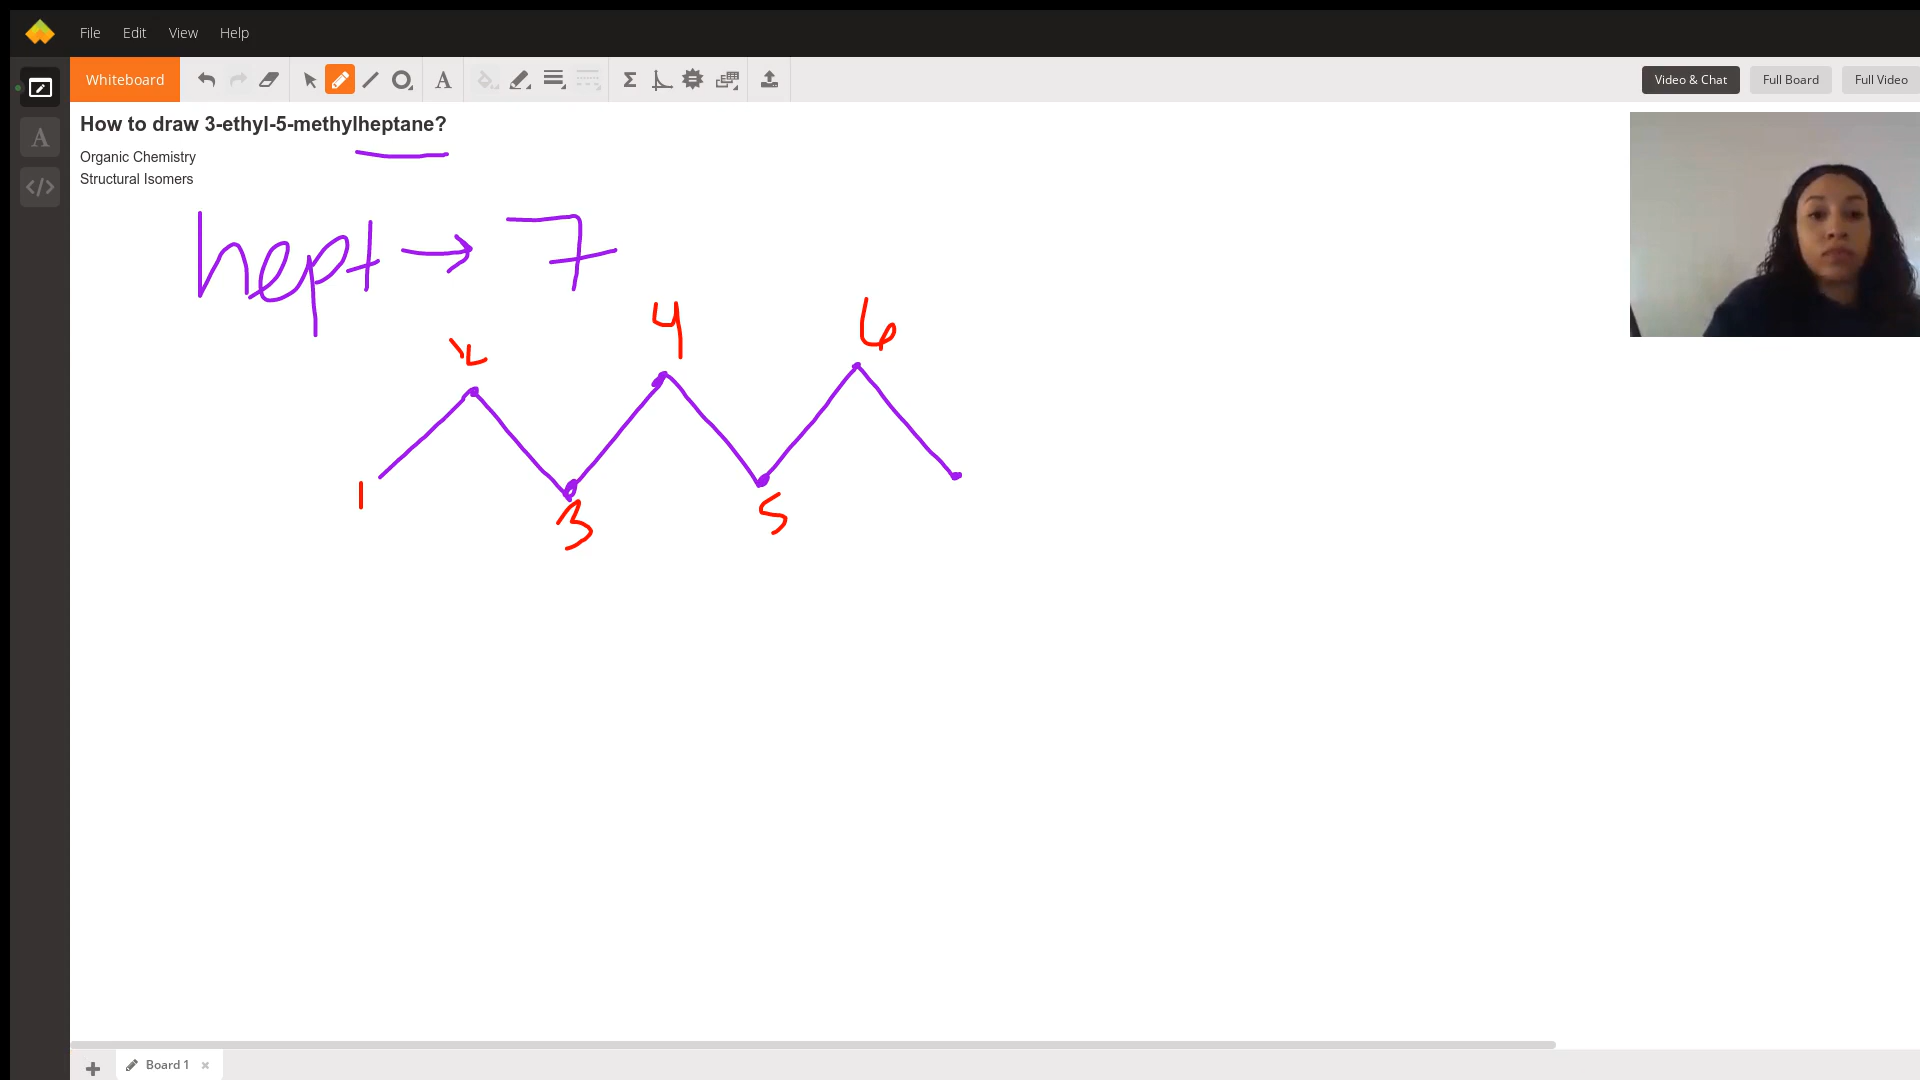 File Edit View Help
Whiteboard A Σ Video & Chat Full Board Full Video
A
</>
How to draw 3-ethyl-5-methylheptane?
Organic Chemistry
Structural Isomers
hept → 7
2 4 6
1 3 5
Board 1